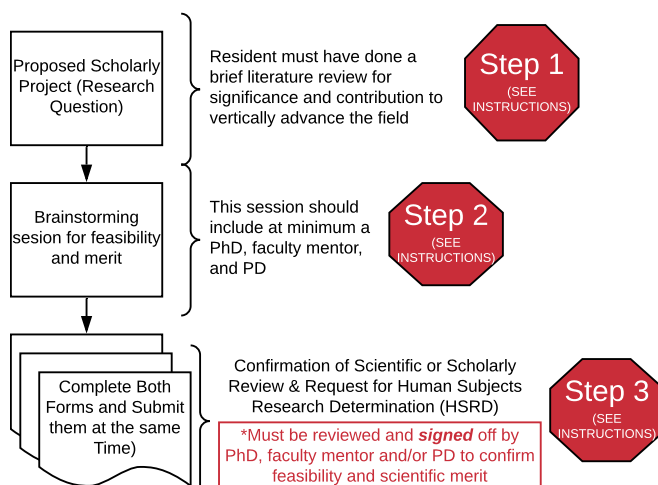 Proposed Scholarly
Project (Research
Question)
Resident must have done a
brief literature review for
significance and contribution to
vertically advance the field
Step 1
(SEE
INSTRUCTIONS)
Brainstorming
sesion for feasibility
and merit
This session should
include at minimum a
PhD, faculty mentor,
and PD
Step 2
(SEE
INSTRUCTIONS)
Complete Both
Forms and Submit
them at the same
Time)
Confirmation of Scientific or Scholarly
Review & Request for Human Subjects
Research Determination (HSRD)
*Must be reviewed and signed off by
PhD, faculty mentor and/or PD to confirm
feasibility and scientific merit
Step 3
(SEE
INSTRUCTIONS)